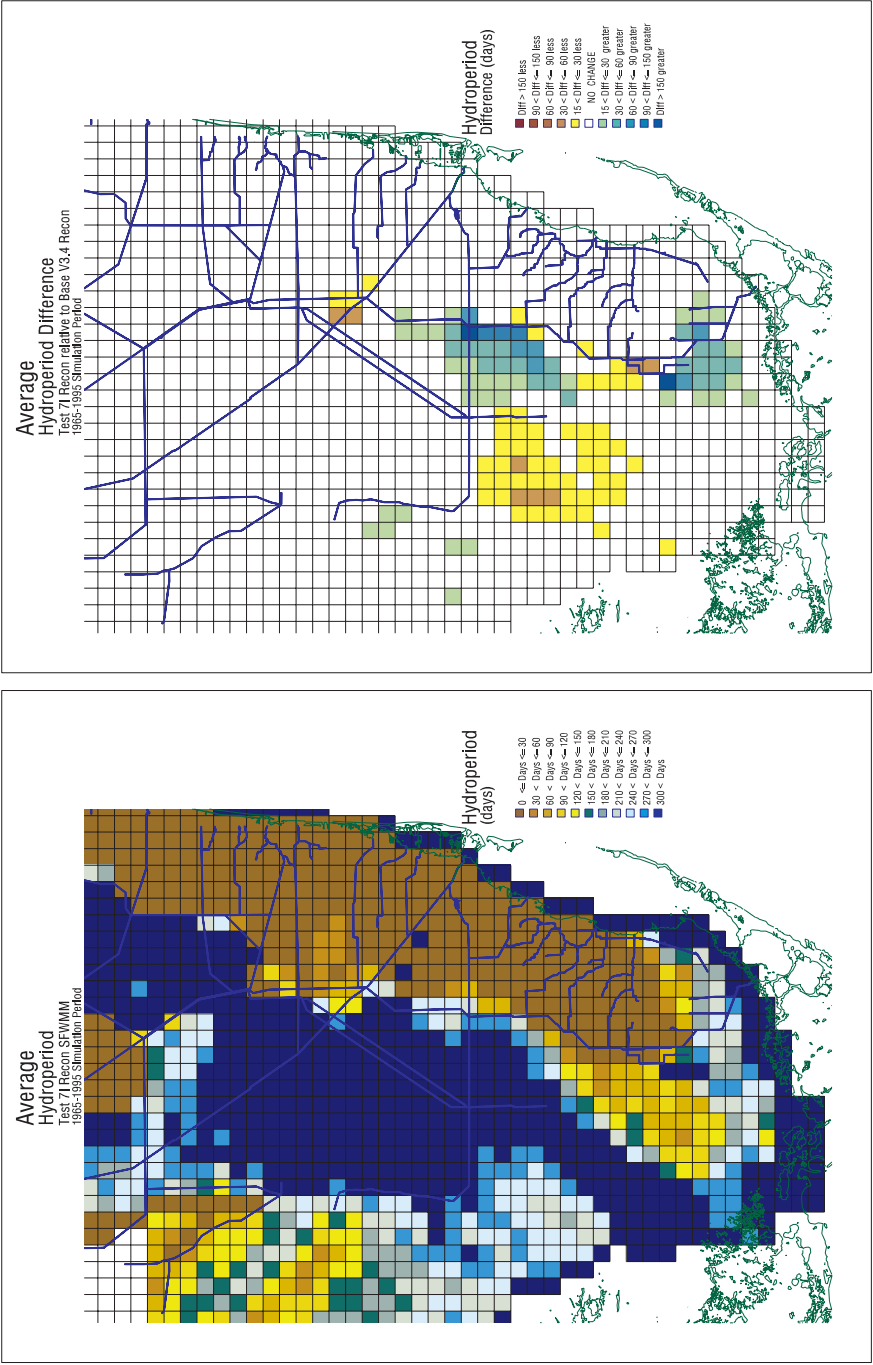 Average
Hydroperiod Difference
Test 7I Recon relative to Base V3.4 Recon
1965-1995 Simulation Period
Hydroperiod
Difference (days)
Diff > 150 less
90 < Diff <= 150 less
60 < Diff <= 90 less
30 < Diff <= 60 less
15 < Diff <= 30 less
NO CHANGE
15 < Diff <= 30 greater
30 < Diff <= 60 greater
60 < Diff <= 90 greater
90 < Diff <= 150 greater
Diff > 150 greater
Average
Hydroperiod
Test 7I Recon SFWMM
1965-1995 Simulation Period
Hydroperiod
(days)
0 <= Days <= 30
30 < Days <= 60
60 < Days <= 90
90 < Days <= 120
120 < Days <= 150
150 < Days <= 180
180 < Days <= 210
210 < Days <= 240
240 < Days <= 270
270 < Days <= 300
300 < Days